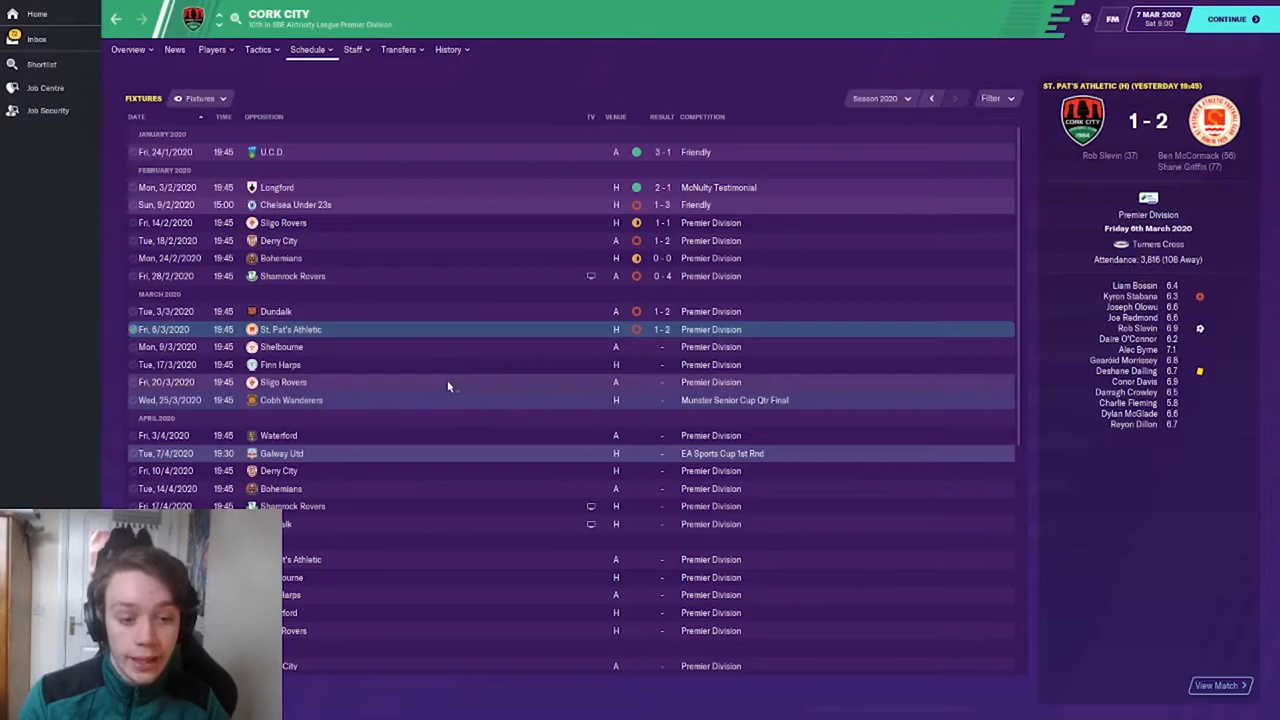 Home
CORK CITY
10th in SSE Airtricity League Premier Division
FM
7 MAR 2020
Sat 9:00
CONTINUE
72
Inbox
Shortlist
Job Centre
Job Security
Overview News Players Tactics Schedule Staff Transfers History
FIXTURES Fixtures Season 2020 Filter
DATE TIME OPPOSITION TV VENUE RESULT COMPETITION
JANUARY 2020
Fri, 24/1/2020 19:45 U.C.D. A 3 - 1 Friendly
FEBRUARY 2020
Mon, 3/2/2020 19:45 Longford H 2 - 1 McNulty Testimonial
Sun, 9/2/2020 15:00 Chelsea Under 23s H 1 - 3 Friendly
Fri, 14/2/2020 19:45 Sligo Rovers H 1 - 1 Premier Division
Tue, 18/2/2020 19:45 Derry City A 1 - 2 Premier Division
Mon, 24/2/2020 19:45 Bohemians H 0 - 0 Premier Division
Fri, 28/2/2020 19:45 Shamrock Rovers A 0 - 4 Premier Division
MARCH 2020
Tue, 3/3/2020 19:45 Dundalk A 1 - 2 Premier Division
Fri, 6/3/2020 19:45 St. Pat's Athletic H 1 - 2 Premier Division
Mon, 9/3/2020 19:45 Shelbourne A - Premier Division
Tue, 17/3/2020 19:45 Finn Harps H - Premier Division
Fri, 20/3/2020 19:45 Sligo Rovers A - Premier Division
Wed, 25/3/2020 19:45 Cobh Wanderers H - Munster Senior Cup Qtr Final
APRIL 2020
Fri, 3/4/2020 19:45 Waterford A - Premier Division
Tue, 7/4/2020 19:30 Galway Utd H - EA Sports Cup 1st Rnd
Fri, 10/4/2020 19:45 Derry City H - Premier Division
Tue, 14/4/2020 19:45 Bohemians A - Premier Division
Fri, 17/4/2020 19:45 Shamrock Rovers H - Premier Division
alk H - Premier Division
t's Athletic A - Premier Division
ourne H - Premier Division
arps A - Premier Division
ford H - Premier Division
Rovers H - Premier Division
City A - Premier Division
ST. PAT'S ATHLETIC (H) (YESTERDAY 19:45)
1 - 2
Rob Slevin (37) Ben McCormack (56)
Shane Griffin (77)
Premier Division
Friday 6th March 2020
Turners Cross
Attendance: 3,816 (108 Away)
Liam Bossin 6.4
Kyron Stabana 6.3
Joseph Olowu 6.6
Joe Redmond 6.6
Rob Slevin 6.9
Daire O'Connor 6.2
Alec Byrne 7.1
Gearóid Morrissey 6.8
Deshane Dalling 6.7
Conor Davis 6.9
Darragh Crowley 6.5
Charlie Fleming 5.8
Dylan McGlade 6.6
Reyon Dillon 6.7
View Match